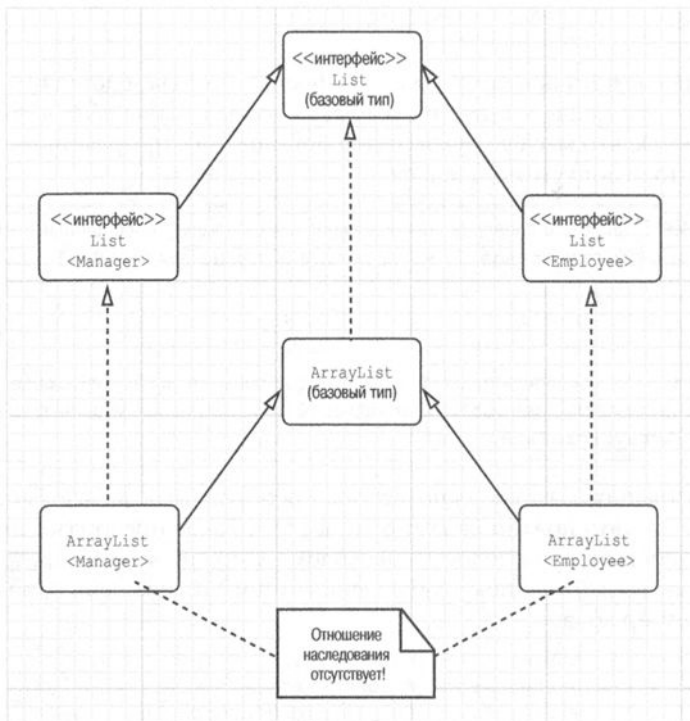 <<интерфейс>>
List
(базовый тип)
<<интерфейс>>
List
<Manager>
<<интерфейс>>
List
<Employee>
ArrayList
(базовый тип)
ArrayList
<Manager>
ArrayList
<Employee>
Отношение
наследования
отсутствует!